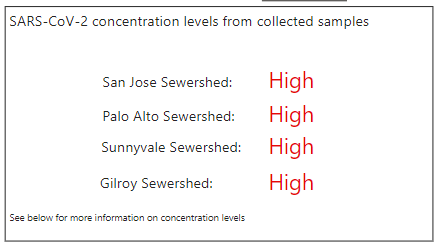 SARS-CoV-2 concentration levels from collected samples
San Jose Sewershed: High
Palo Alto Sewershed: High
Sunnyvale Sewershed: High
Gilroy Sewershed: High
See below for more information on concentration levels